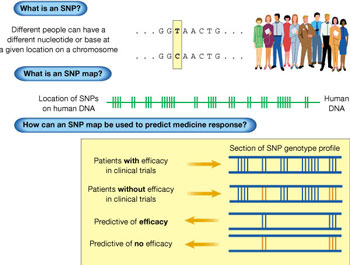 What is an SNP?
Different people can have a
different nucleotide or base at
a given location on a chromosome
. . . G G T A A C T G . . .
. . . G G C A A C T G . . .
What is an SNP map?
Location of SNPs
on human DNA
Human
DNA
How can an SNP map be used to predict medicine response?
Section of SNP genotype profile
Patients with efficacy
in clinical trials
Patients without efficacy
in clinical trials
Predictive of efficacy
Predictive of no efficacy